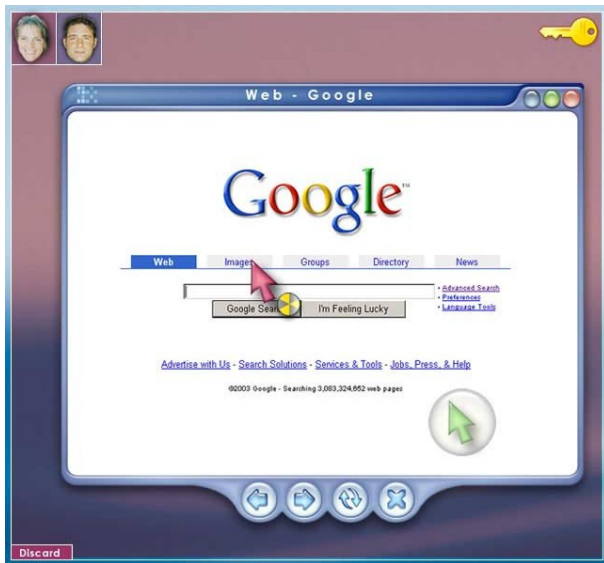 Web - Google
Google™
Web Images Groups Directory News
• Advanced Search
• Preferences
• Language Tools
Google Sear I'm Feeling Lucky
Advertise with Us - Search Solutions - Services & Tools - Jobs, Press, & Help
©2003 Google - Searching 3,083,324,652 web pages
Discard